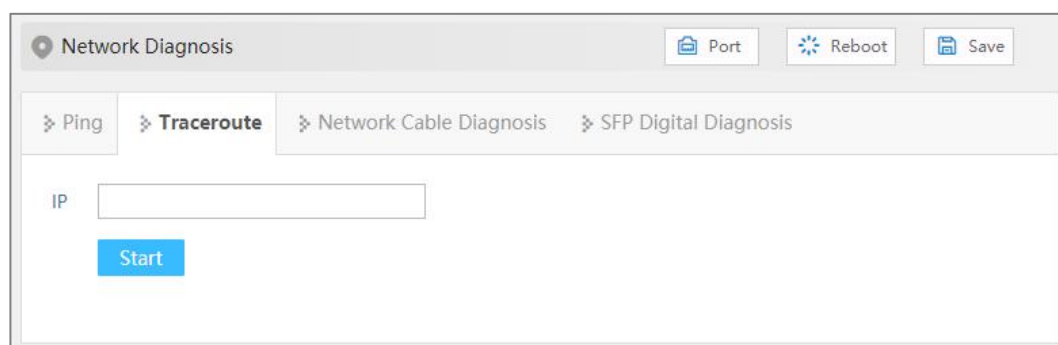 Network Diagnosis Port Reboot Save
Ping Traceroute Network Cable Diagnosis SFP Digital Diagnosis
IP
Start